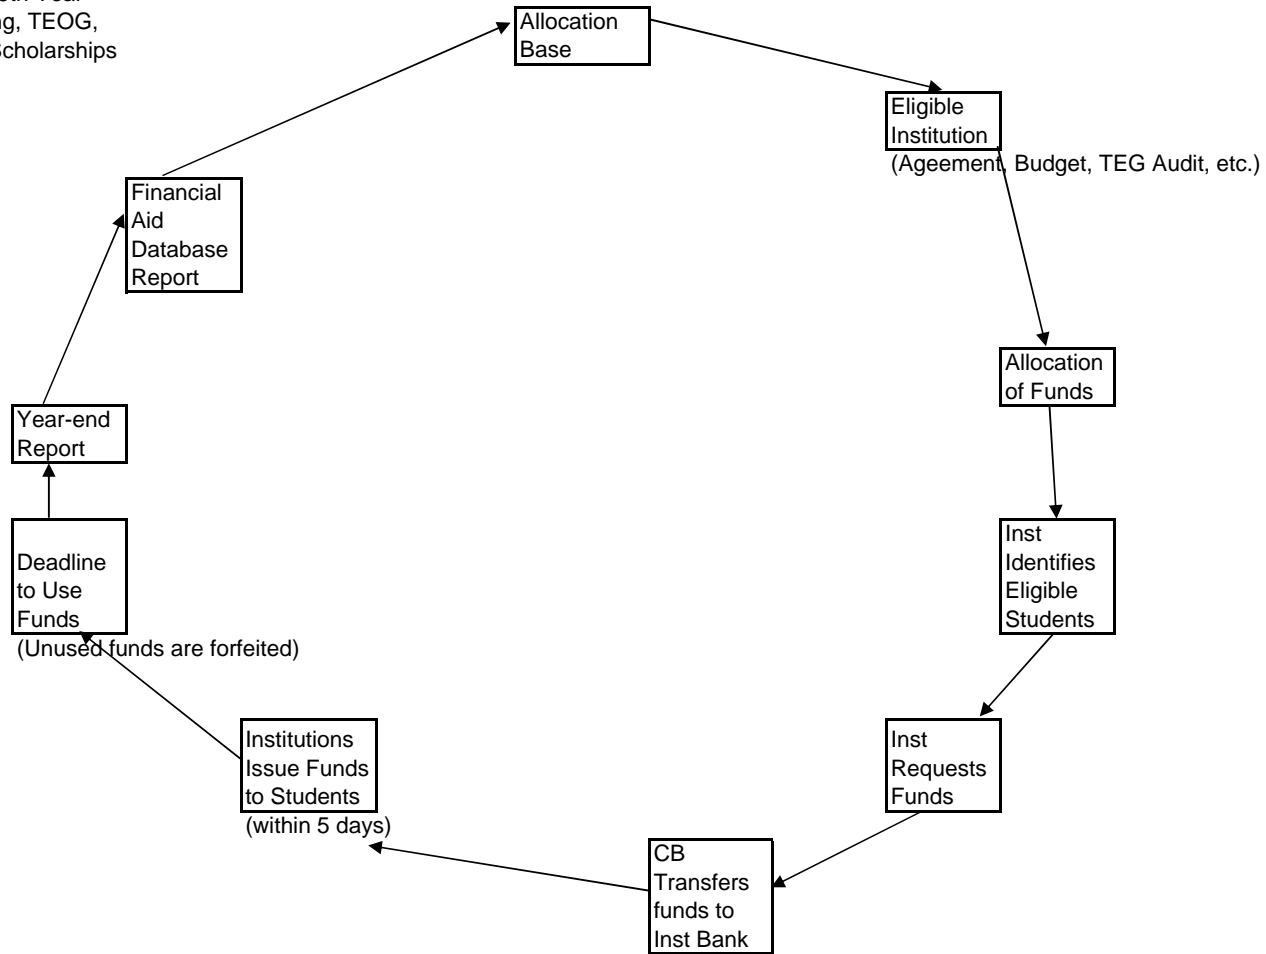 TEOG,
Scholarships
Allocation
Base
Eligible
Institution
(Ageement, Budget, TEG Audit, etc.)
Financial
Aid
Database
Report
Allocation
of Funds
Year-end
Report
Deadline
to Use
Funds
(Unused funds are forfeited)
Inst
Identifies
Eligible
Students
Institutions
Issue Funds
to Students
(within 5 days)
Inst
Requests
Funds
CB
Transfers
funds to
Inst Bank